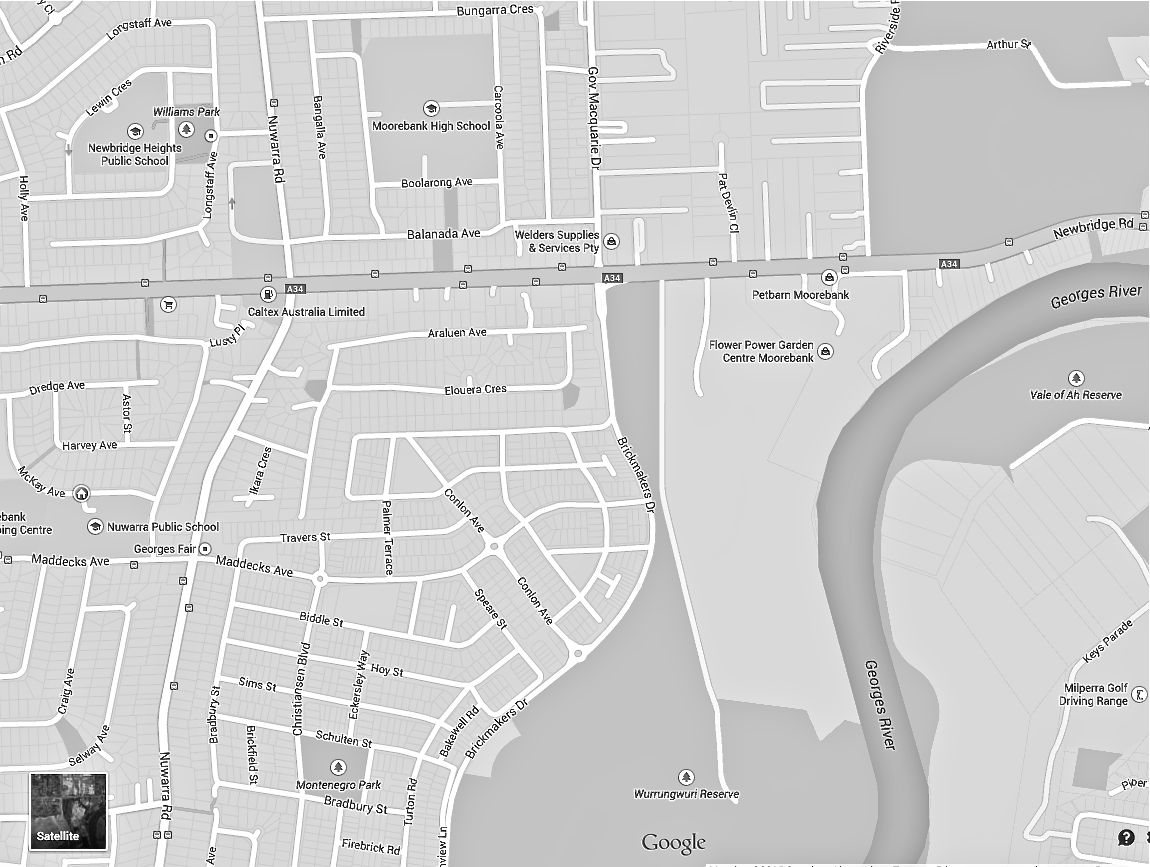 Bungarra Cres
Longstaff Ave
Riverside
Arthur St
Lewin Cres
Williams Park
Newbridge Heights
Public School
Moorebank High School
Bangalla Ave
Carcoola Ave
Gov Macquarie Dr
Nuwarra Rd
Holly Ave
Longstaff Ave
Boolarong Ave
Pat Devlin Cl
Balanada Ave
Welders Supplies
& Services Pty
Newbridge Rd
A34
A34
A34
Caltex Australia Limited
Petbarn Moorebank
Georges River
Lusty Pl
Araluen Ave
Flower Power Garden
Centre Moorebank
Dredge Ave
Astor St
Elouera Cres
Vale of Ah Reserve
Harvey Ave
McKay Ave
Ikara Cres
Brickmakers Dr
Conlon Ave
Palmer Terrace
Nuwarra Public School
Georges Fair
Travers St
Maddecks Ave
Maddecks Ave
Conlon Ave
Speare St
Biddle St
Keys Parade
Hoy St
Christiansen Blvd
Eckersley Way
Sims St
Craig Ave
Bradbury St
Georges River
Milperra Golf
Driving Range
Bakewell Rd
Brickmakers Dr
Schulten St
Brickfield St
Selway Ave
Nuwarra Rd
Montenegro Park
Turton Rd
Bradbury St
Wurrungwuri Reserve
Piper
Satellite
Firebrick Rd
Google